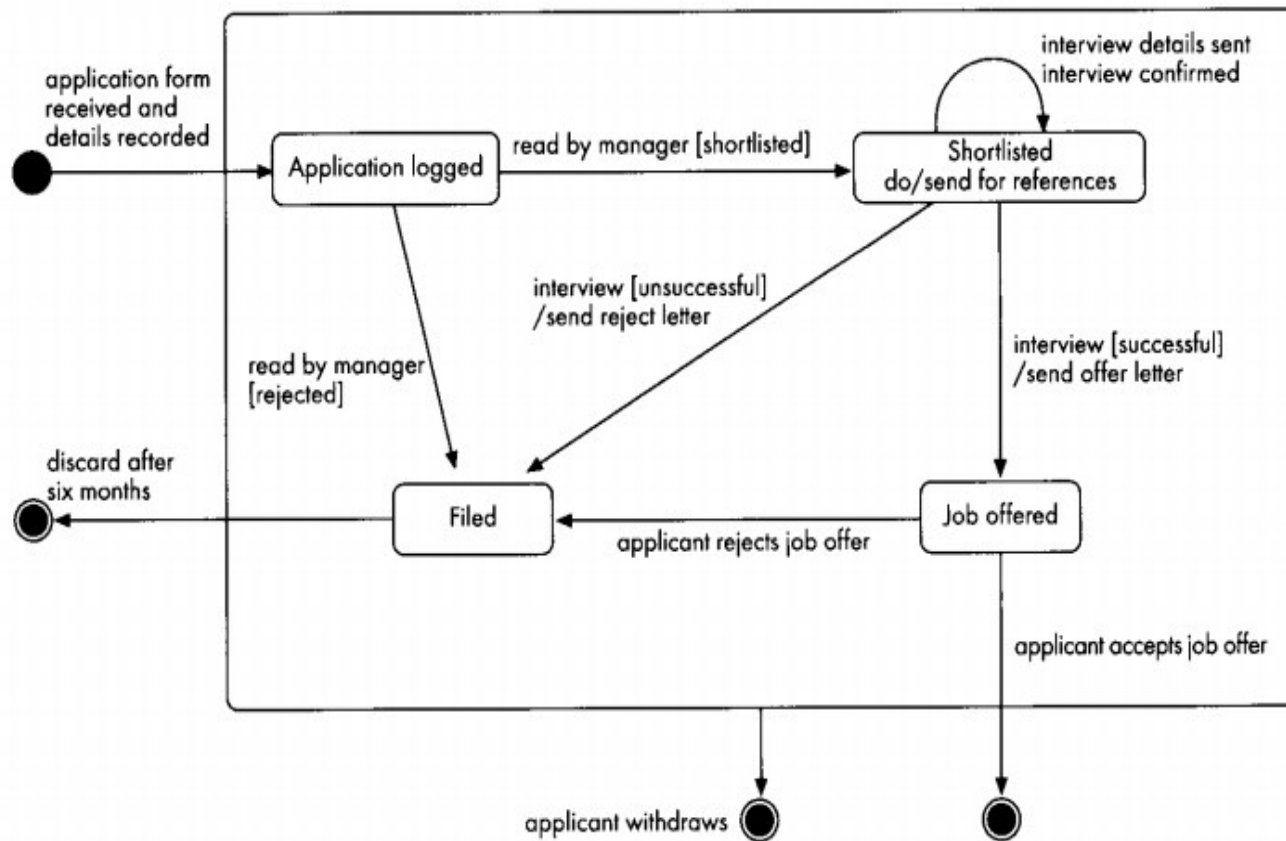 interview details sent
interview confirmed
application form
received and
details recorded
Application logged
read by manager [shortlisted]
Shortlisted
do/send for references
interview [unsuccessful]
/send reject letter
interview [successful]
/send offer letter
read by manager
[rejected]
discard after
six months
Filed
applicant rejects job offer
Job offered
applicant accepts job offer
applicant withdraws